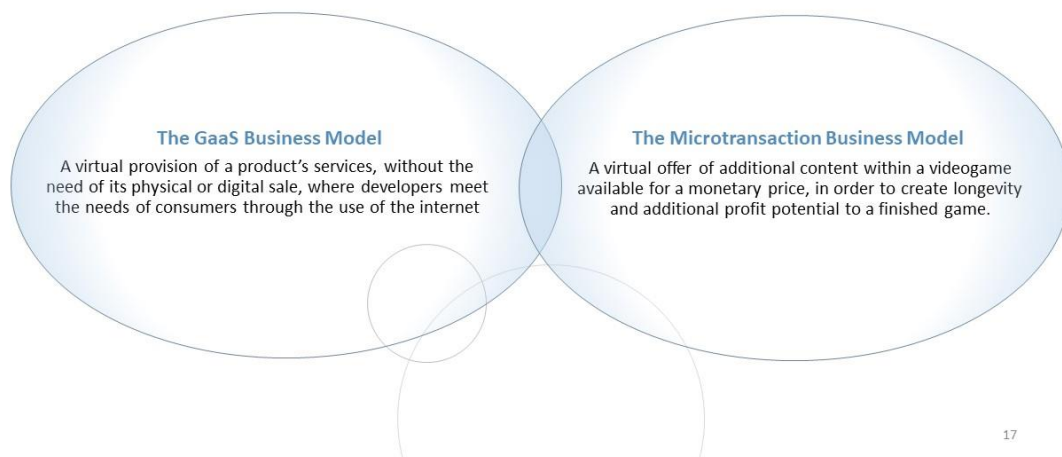 The GaaS Business Model
A virtual provision of a product's services, without the
need of its physical or digital sale, where developers meet
the needs of consumers through the use of the internet
The Microtransaction Business Model
A virtual offer of additional content within a videogame
available for a monetary price, in order to create longevity
and additional profit potential to a finished game.
17